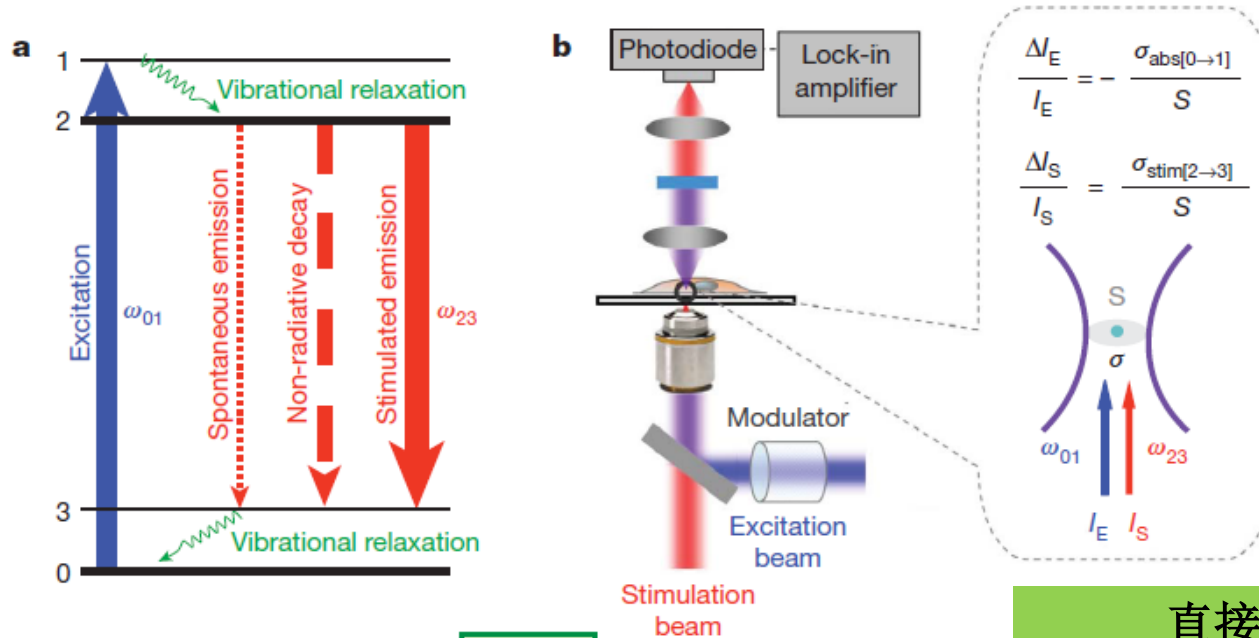 a
1
Vibrational relaxation
2
Excitation
ω01
Spontaneous emission
Non-radiative decay
Stimulated emission
ω23
3
Vibrational relaxation
0
b
Photodiode
Lock-in
amplifier
Modulator
Excitation
beam
Stimulation
beam
ΔIE / IE = − σabs[0→1] / S
ΔIS / IS = σstim[2→3] / S
S
σ
ω01
ω23
IE
IS
直接